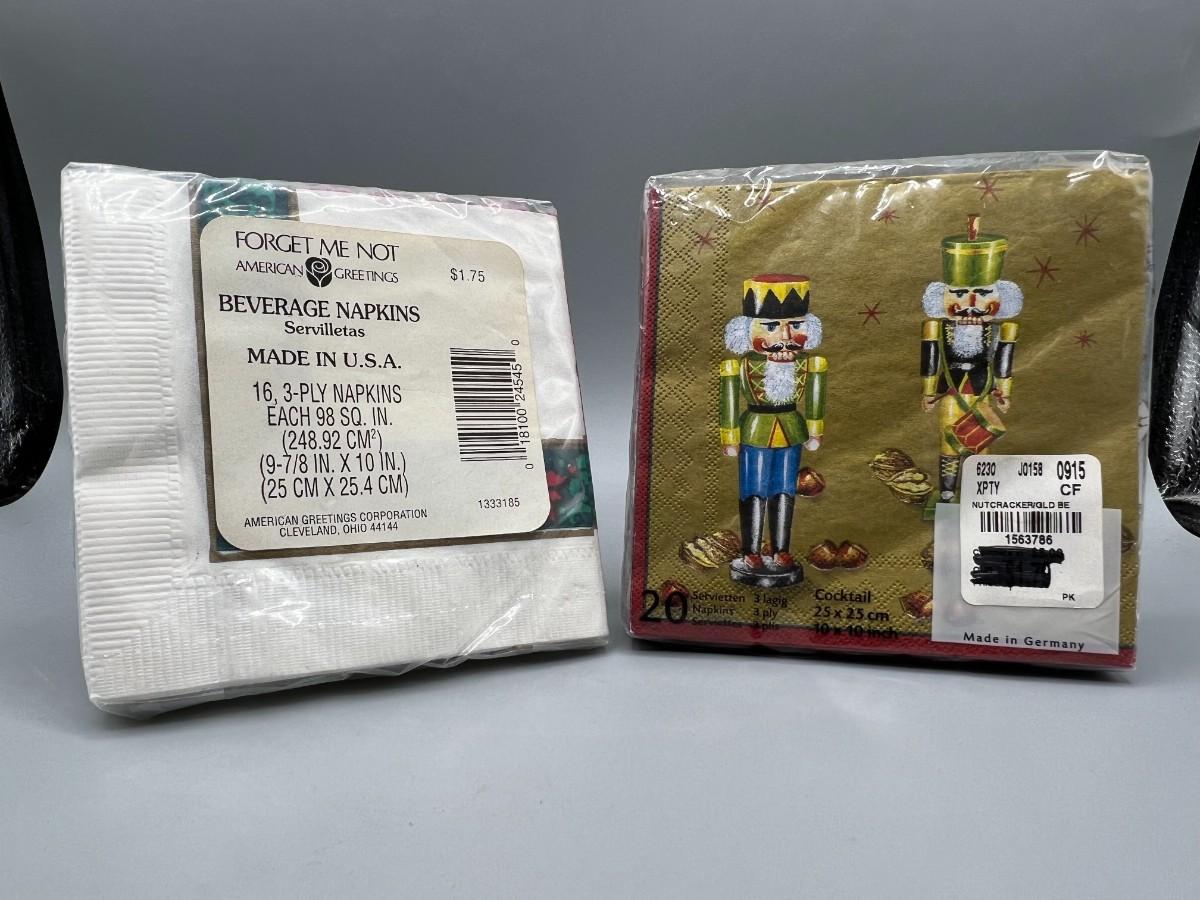 FORGET ME NOT
AMERICAN GREETINGS
$1.75
BEVERAGE NAPKINS
Servilletas
MADE IN U.S.A.
16, 3-PLY NAPKINS
EACH 98 SQ. IN.
(248.92 CM²)
(9-7/8 IN. X 10 IN.)
(25 CM X 25.4 CM)
0 18100 24545 0
1333185
AMERICAN GREETINGS CORPORATION
CLEVELAND, OHIO 44144
6230 J0158 0915
XPTY CF
NUTCRACKER/GLD BE
1563786
PK
20
Servietten 3 lagig
Napkins 3 ply
Serviettes 3 plis
Cocktail
25 x 25 cm
10 x 10 inch
Made in Germany